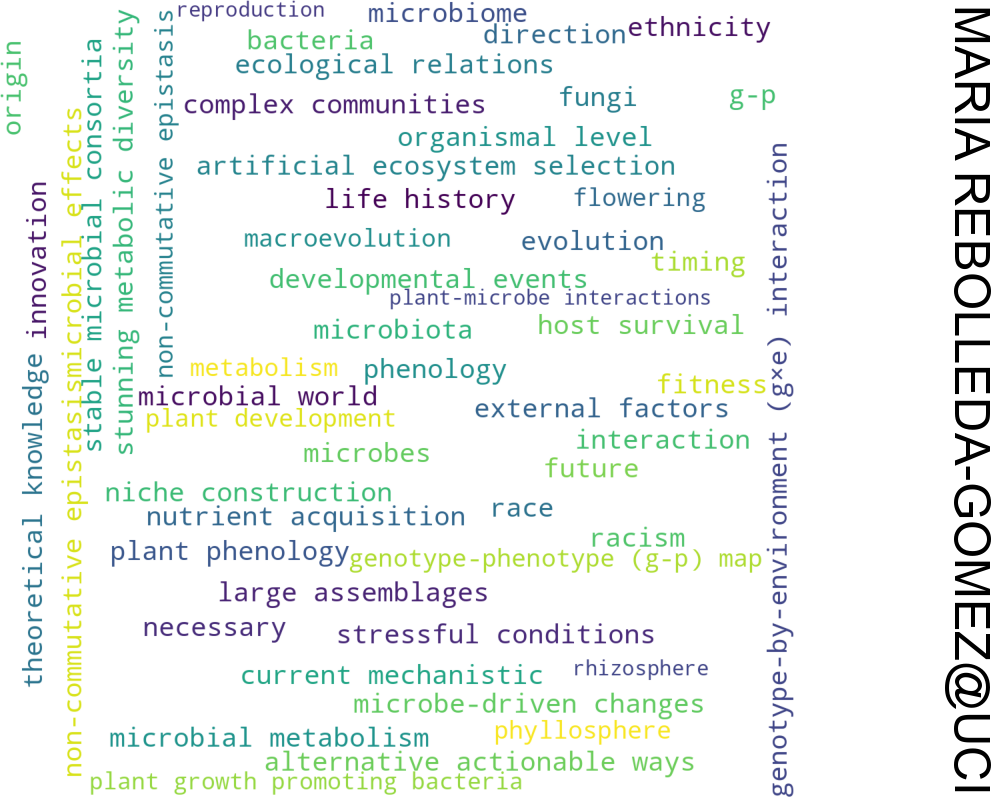 reproduction
microbiome
ethnicity
direction
bacteria
ecological relations
fungi
g-p
complex communities
organismal level
artificial ecosystem selection
life history
flowering
macroevolution
evolution
timing
developmental events
plant-microbe interactions
microbiota
host survival
metabolism
phenology
fitness
microbial world
external factors
plant development
interaction
microbes
future
niche construction
nutrient acquisition
race
racism
plant phenology
genotype-phenotype (g-p) map
large assemblages
necessary
stressful conditions
current mechanistic
rhizosphere
microbe-driven changes
phyllosphere
microbial metabolism
alternative actionable ways
plant growth promoting bacteria
origin
innovation
theoretical knowledge
non-commutative epistasismicrobial effects
stable microbial consortia
stunning metabolic diversity
non-commutative epistasis
genotype-by-environment (g×e) interaction
MARIA REBOLLEDA-GOMEZ@UCI